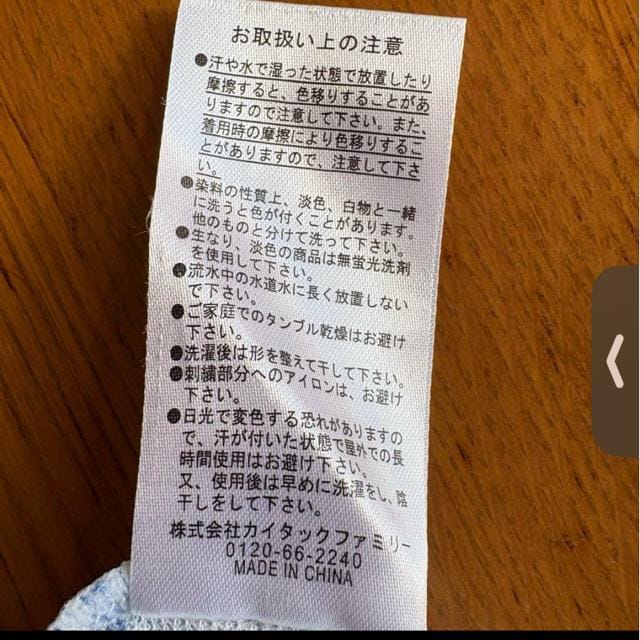 お取扱い上の注意
●汗や水で湿った状態で放置したり
摩擦すると、色移りすることがあ
りますので注意して下さい。また、
着用時の摩擦により色移りするこ
とがありますので、注意して下さ
い。
●染料の性質上、淡色、白物と一緒
に洗うと色が付くことがあります。
他のものと分けて洗って下さい。
●生なり、淡色の商品は無蛍光洗剤
を使用して下さい。
●流水中の水道水に長く放置しない
で下さい。
●ご家庭でのタンブル乾燥はお避け
下さい。
●洗濯後は形を整えて干して下さい。
●刺繍部分へのアイロンは、お避け
下さい。
●日光で変色する恐れがありますの
で、汗が付いた状態で屋外での長
時間使用はお避け下さい。
又、使用後は早めに洗濯をし、陰
干しをして下さい。
株式会社カイタックファミリー
0120-66-2240
MADE IN CHINA